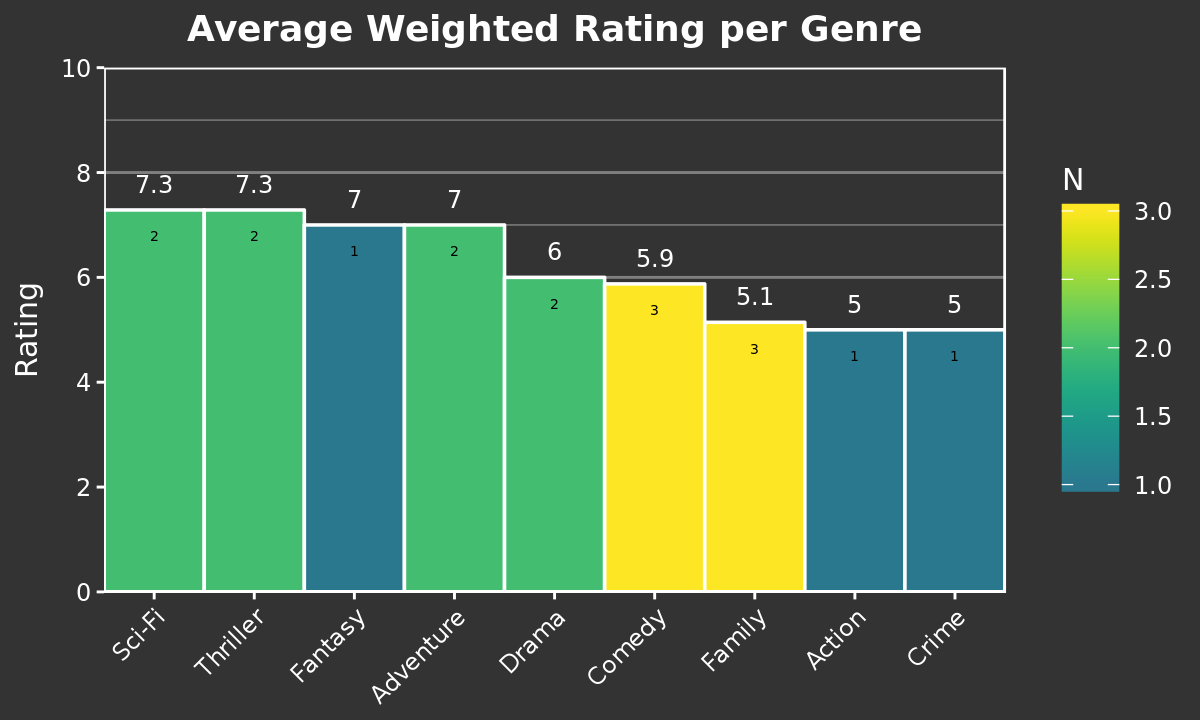 Average Weighted Rating per Genre
10
8
6
4
2
0
Rating
7.3
7.3
7
7
6
5.9
5.1
5
5
2
2
1
2
2
3
3
1
1
Sci-Fi
Thriller
Fantasy
Adventure
Drama
Comedy
Family
Action
Crime
N
3.0
2.5
2.0
1.5
1.0